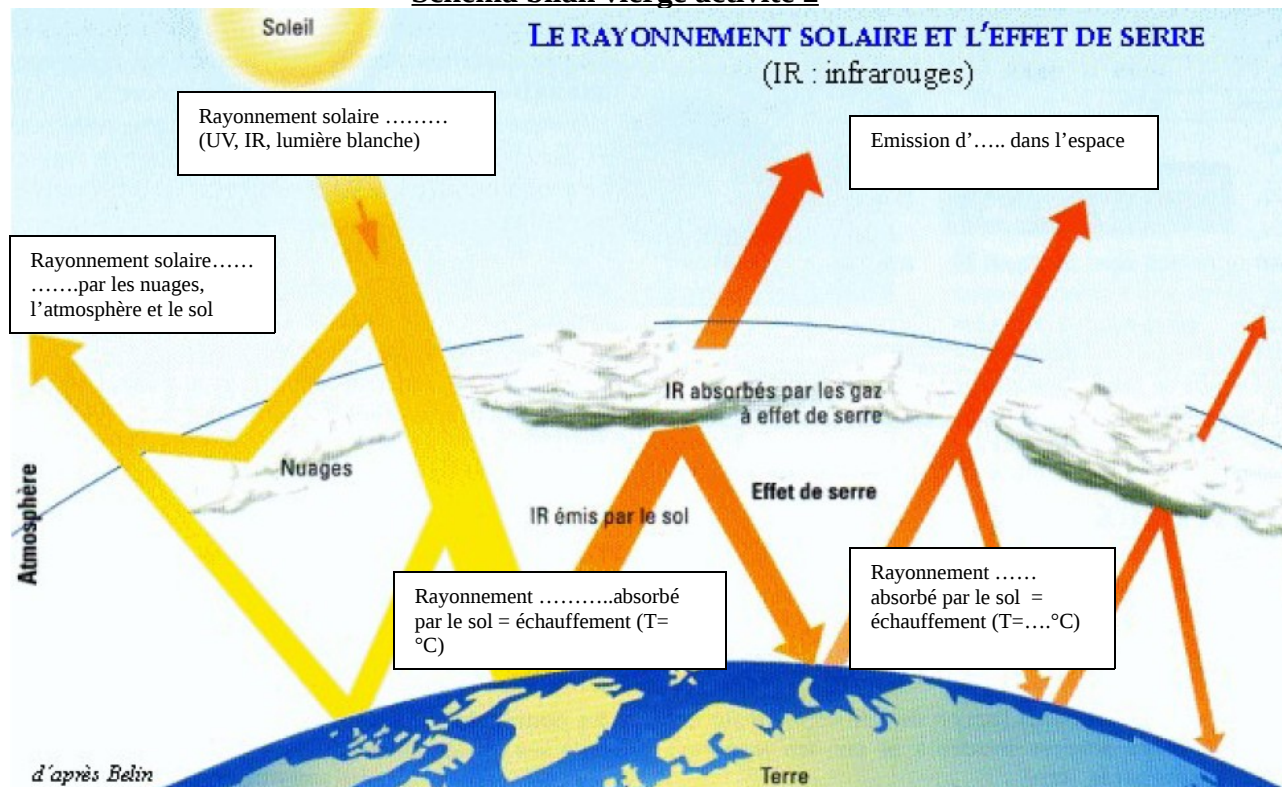 Schéma bilan vierge activité 2
Soleil
LE RAYONNEMENT SOLAIRE ET L'EFFET DE SERRE
(IR : infrarouges)
Rayonnement solaire ………
(UV, IR, lumière blanche)
Emission d'….. dans l'espace
Rayonnement solaire……
…….par les nuages,
l'atmosphère et le sol
IR absorbés par les gaz
à effet de serre
Nuages
Effet de serre
IR émis par le sol
Atmosphère
Rayonnement ………..absorbé
par le sol = échauffement (T=
°C)
Rayonnement ……
absorbé par le sol =
échauffement (T=….°C)
d'après Belin
Terre